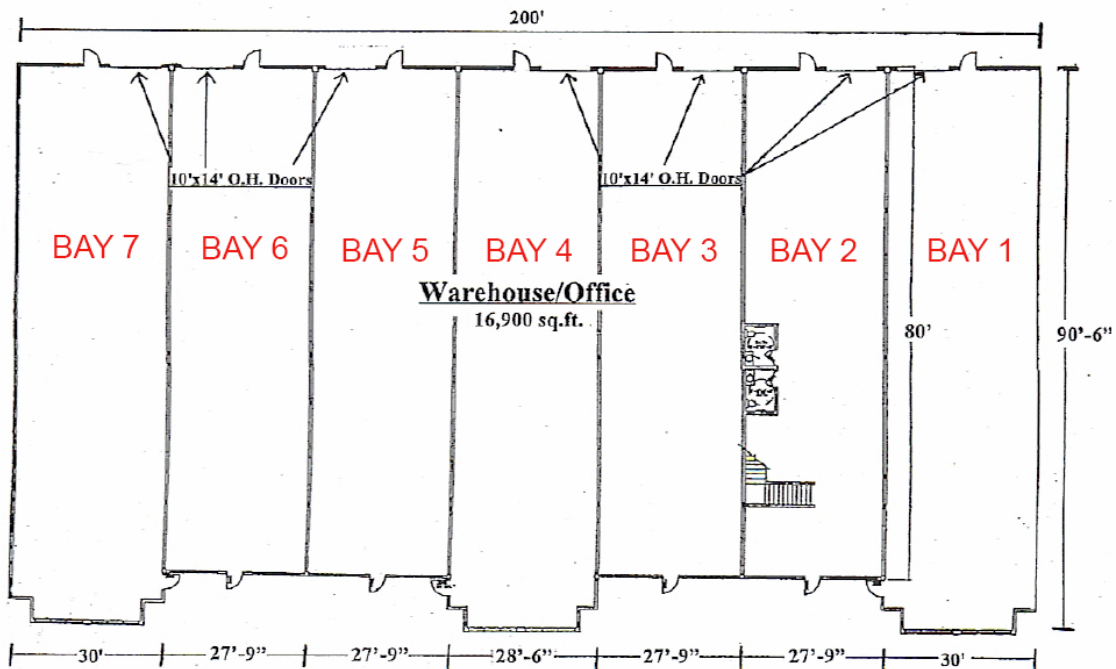 200'
10'x14' O.H. Doors
10'x14' O.H. Doors
BAY 7
BAY 6
BAY 5
BAY 4
BAY 3
BAY 2
BAY 1
Warehouse/Office
16,900 sq.ft.
80'
90'-6"
30'
27'-9"
27'-9"
28'-6"
27'-9"
27'-9"
30'